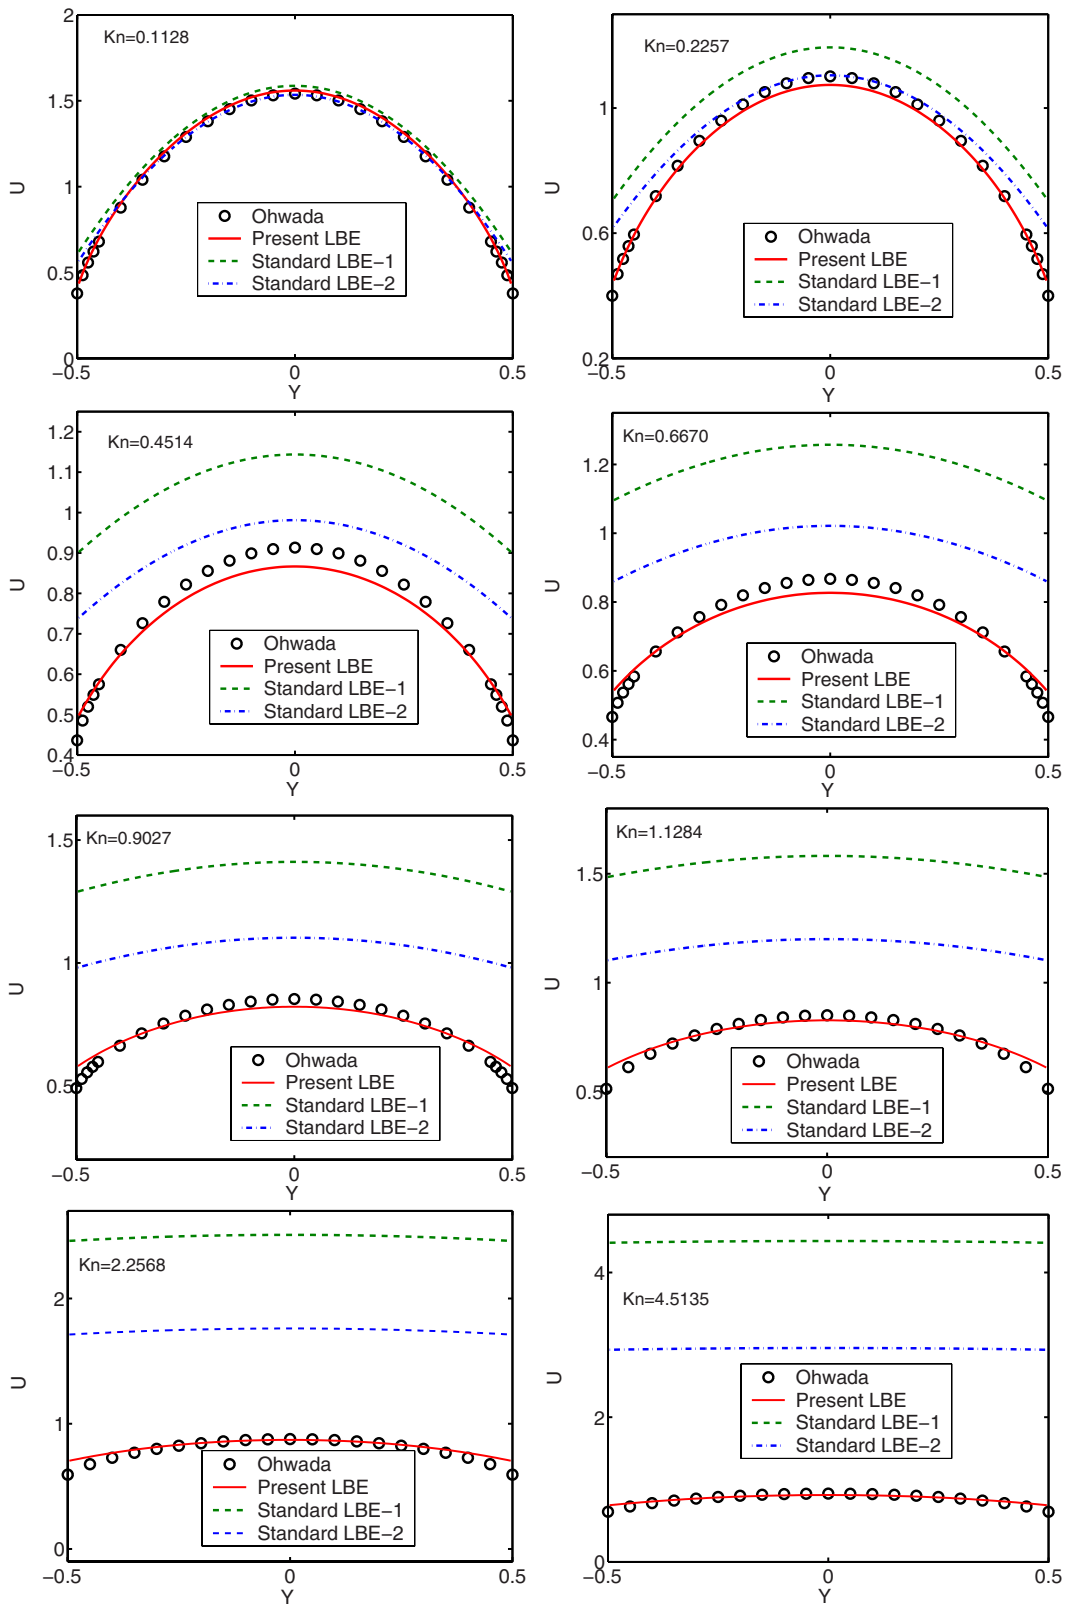 Kn=0.1128
2
1.5
1
0.5
0
−0.5
0
0.5
Y
U
Ohwada
Present LBE
Standard LBE−1
Standard LBE−2
Kn=0.2257
1
0.6
0.2
−0.5
0
0.5
Y
U
Ohwada
Present LBE
Standard LBE−1
Standard LBE−2
Kn=0.4514
1.2
1.1
1
0.9
0.8
0.7
0.6
0.5
0.4
−0.5
0
0.5
Y
U
Ohwada
Present LBE
Standard LBE−1
Standard LBE−2
Kn=0.6670
1.2
1
0.8
0.6
0.4
−0.5
0
0.5
Y
U
Ohwada
Present LBE
Standard LBE−1
Standard LBE−2
Kn=0.9027
1.5
1
0.5
−0.5
0
0.5
Y
U
Ohwada
Present LBE
Standard LBE−1
Standard LBE−2
Kn=1.1284
1.5
1
0.5
−0.5
0
0.5
Y
U
Ohwada
Present LBE
Standard LBE−1
Standard LBE−2
Kn=2.2568
2
1
0
−0.5
0
0.5
Y
U
Ohwada
Present LBE
Standard LBE−1
Standard LBE−2
Kn=4.5135
4
2
0
−0.5
0
0.5
Y
U
Ohwada
Present LBE
Standard LBE−1
Standard LBE−2